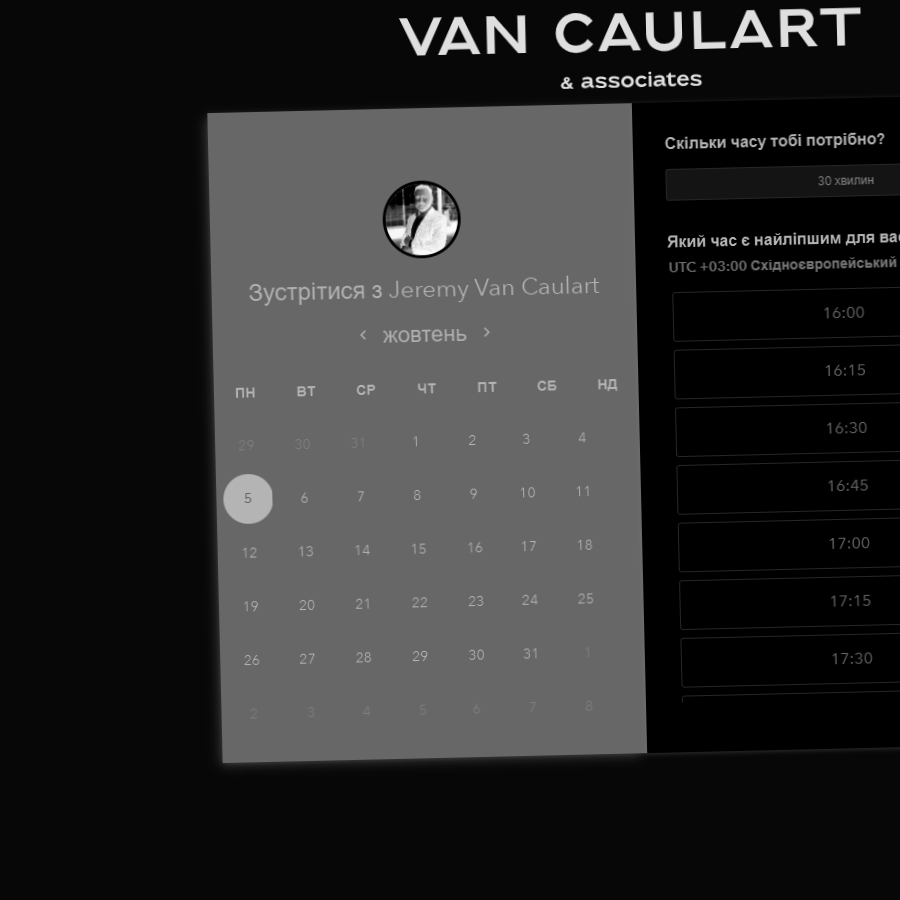 VAN CAULART
& associates
Зустрітися з Jeremy Van Caulart
жовтень
ПН ВТ СР ЧТ ПТ СБ НД
29 30 31 1 2 3 4
5 6 7 8 9 10 11
12 13 14 15 16 17 18
19 20 21 22 23 24 25
26 27 28 29 30 31 1
2 3 4 5 6 7 8
Скільки часу тобі потрібно?
30 хвилин
Який час є найліпшим для
UTC +03:00 Східноєвропейський
16:00
16:15
16:30
16:45
17:00
17:15
17:30